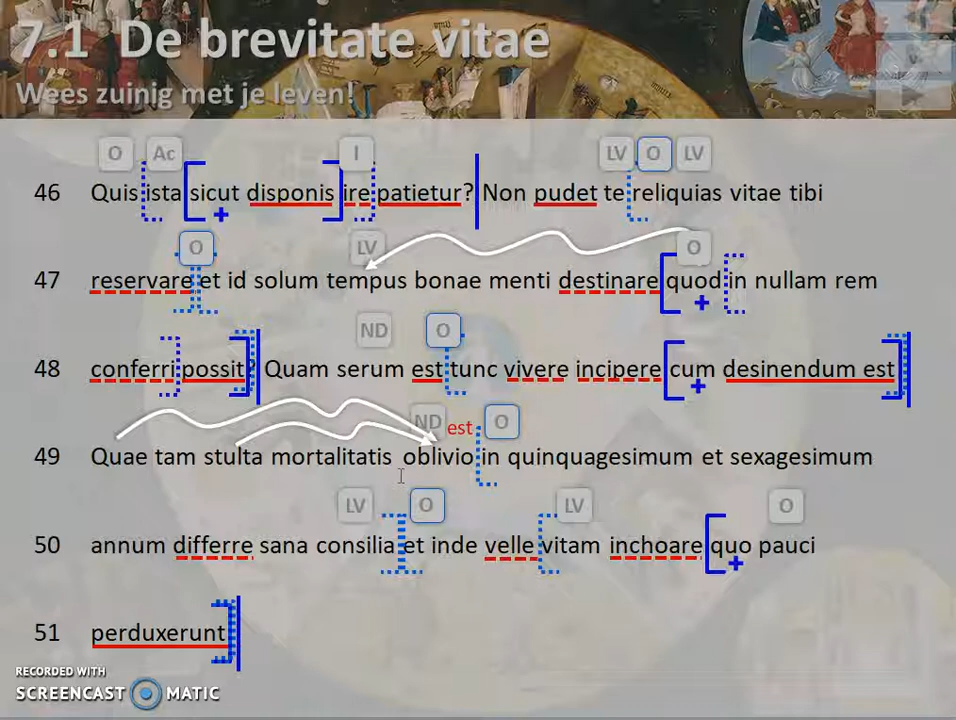 7.1 De brevitate vitae
Wees zuinig met je leven!
O Ac I LV O LV
46 Quis ista sicut disponis ire patietur? Non pudet te reliquias vitae tibi
+
O LV O
47 reservare et id solum tempus bonae menti destinare quod in nullam rem
+
ND O
48 conferri possit? Quam serum est tunc vivere incipere cum desinendum est
+
ND est O
49 Quae tam stulta mortalitatis oblivio in quinquagesimum et sexagesimum
LV O LV O
50 annum differre sana consilia et inde velle vitam inchoare quo pauci
+
51 perduxerunt
RECORDED WITH
SCREENCAST MATIC